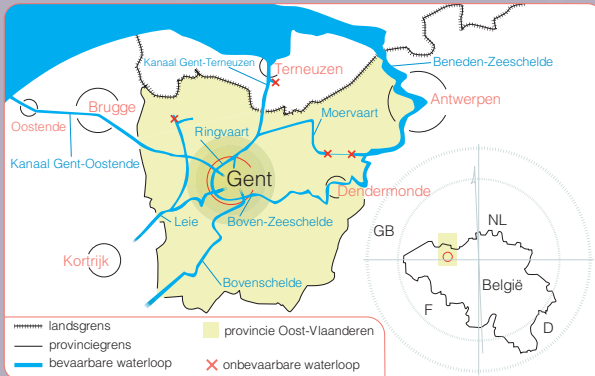 Kanaal Gent-Terneuzen
Terneuzen
Beneden-Zeeschelde
Brugge
Antwerpen
Oostende
Moervaart
Ringvaart
Kanaal Gent-Oostende
Gent
Dendermonde
Leie
Boven-Zeeschelde
Kortrijk
Bovenschelde
GB
NL
België
F
D
landsgrens
provinciegrens
bevaarbare waterloop
provincie Oost-Vlaanderen
onbevaarbare waterloop